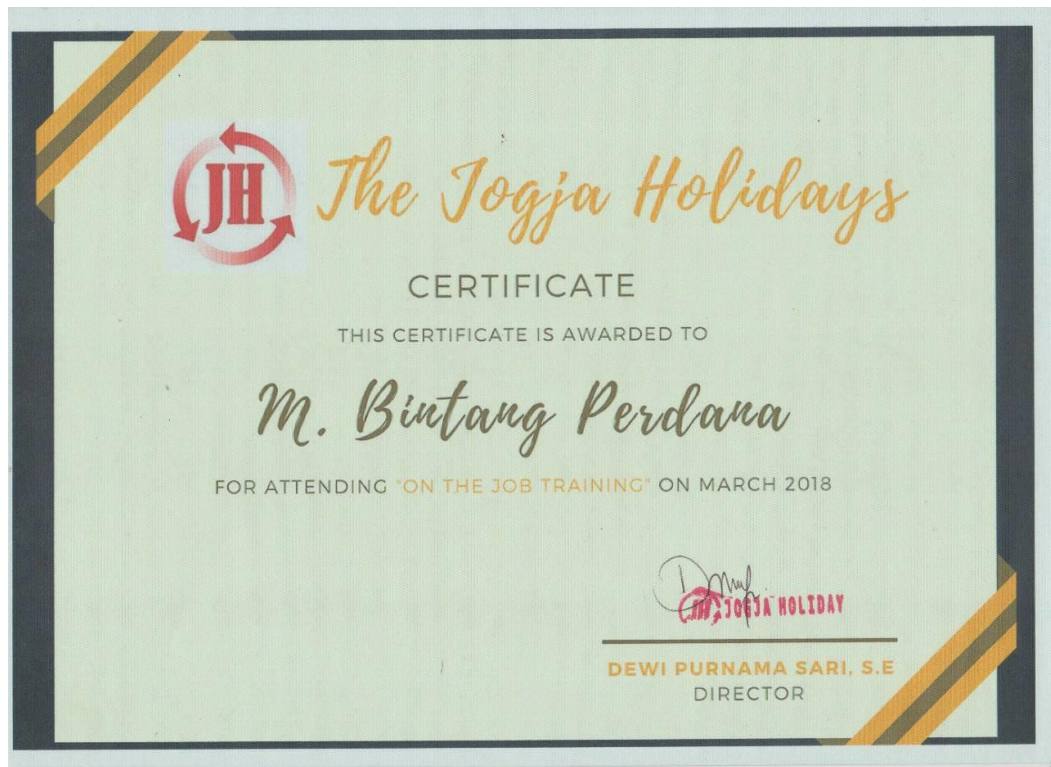 JH The Jogja Holidays
CERTIFICATE
THIS CERTIFICATE IS AWARDED TO
M. Bintang Perdana
FOR ATTENDING "ON THE JOB TRAINING" ON MARCH 2018
JH JOGJA HOLIDAY
DEWI PURNAMA SARI, S.E
DIRECTOR